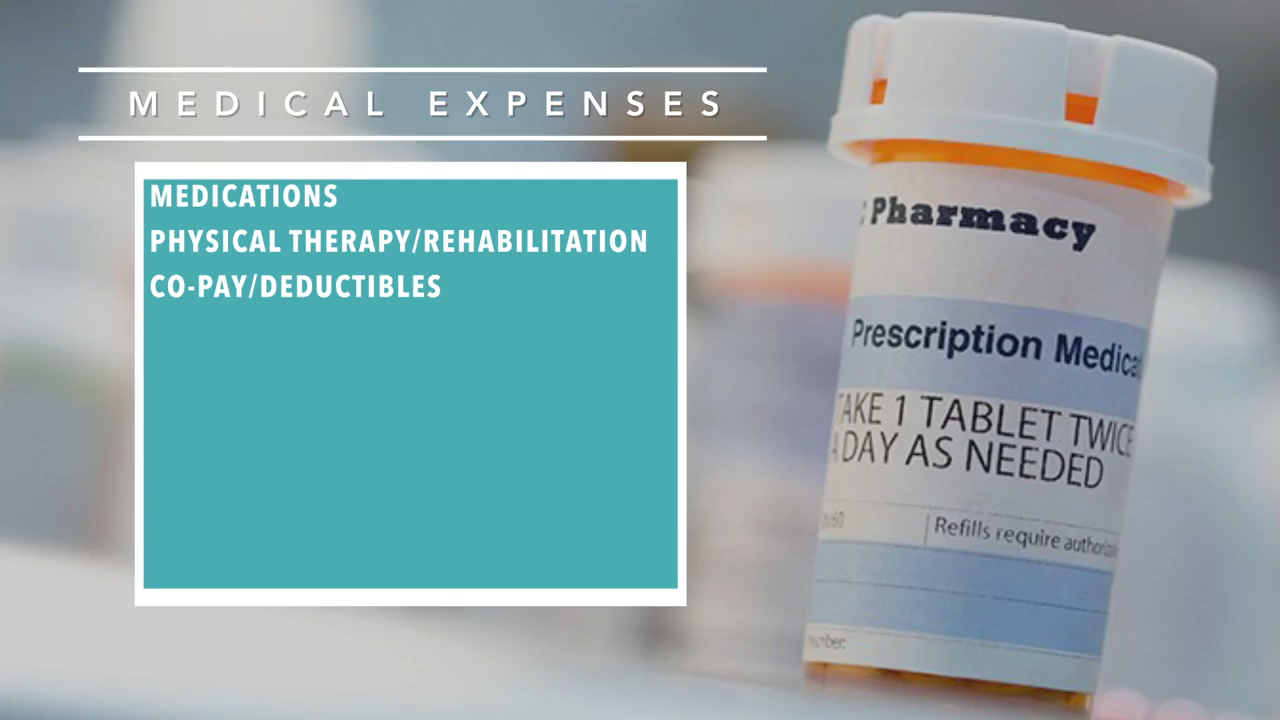 MEDICAL EXPENSES
MEDICATIONS
PHYSICAL THERAPY/REHABILITATION
CO-PAY/DEDUCTIBLES
Pharmacy
Prescription
TAKE 1 TABLET TWICE
A DAY AS NEEDED
Refills require